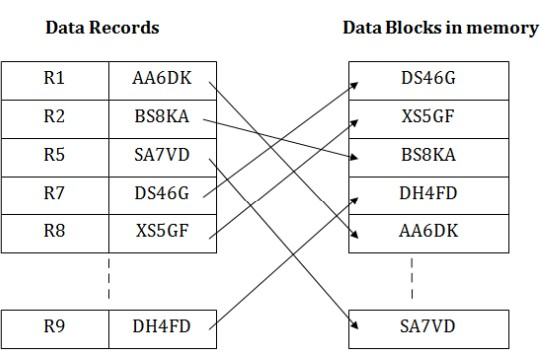 Data Records Data Blocks in memory
R1 AA6DK DS46G
R2 BS8KA XS5GF
R5 SA7VD BS8KA
R7 DS46G DH4FD
R8 XS5GF AA6DK
R9 DH4FD SA7VD